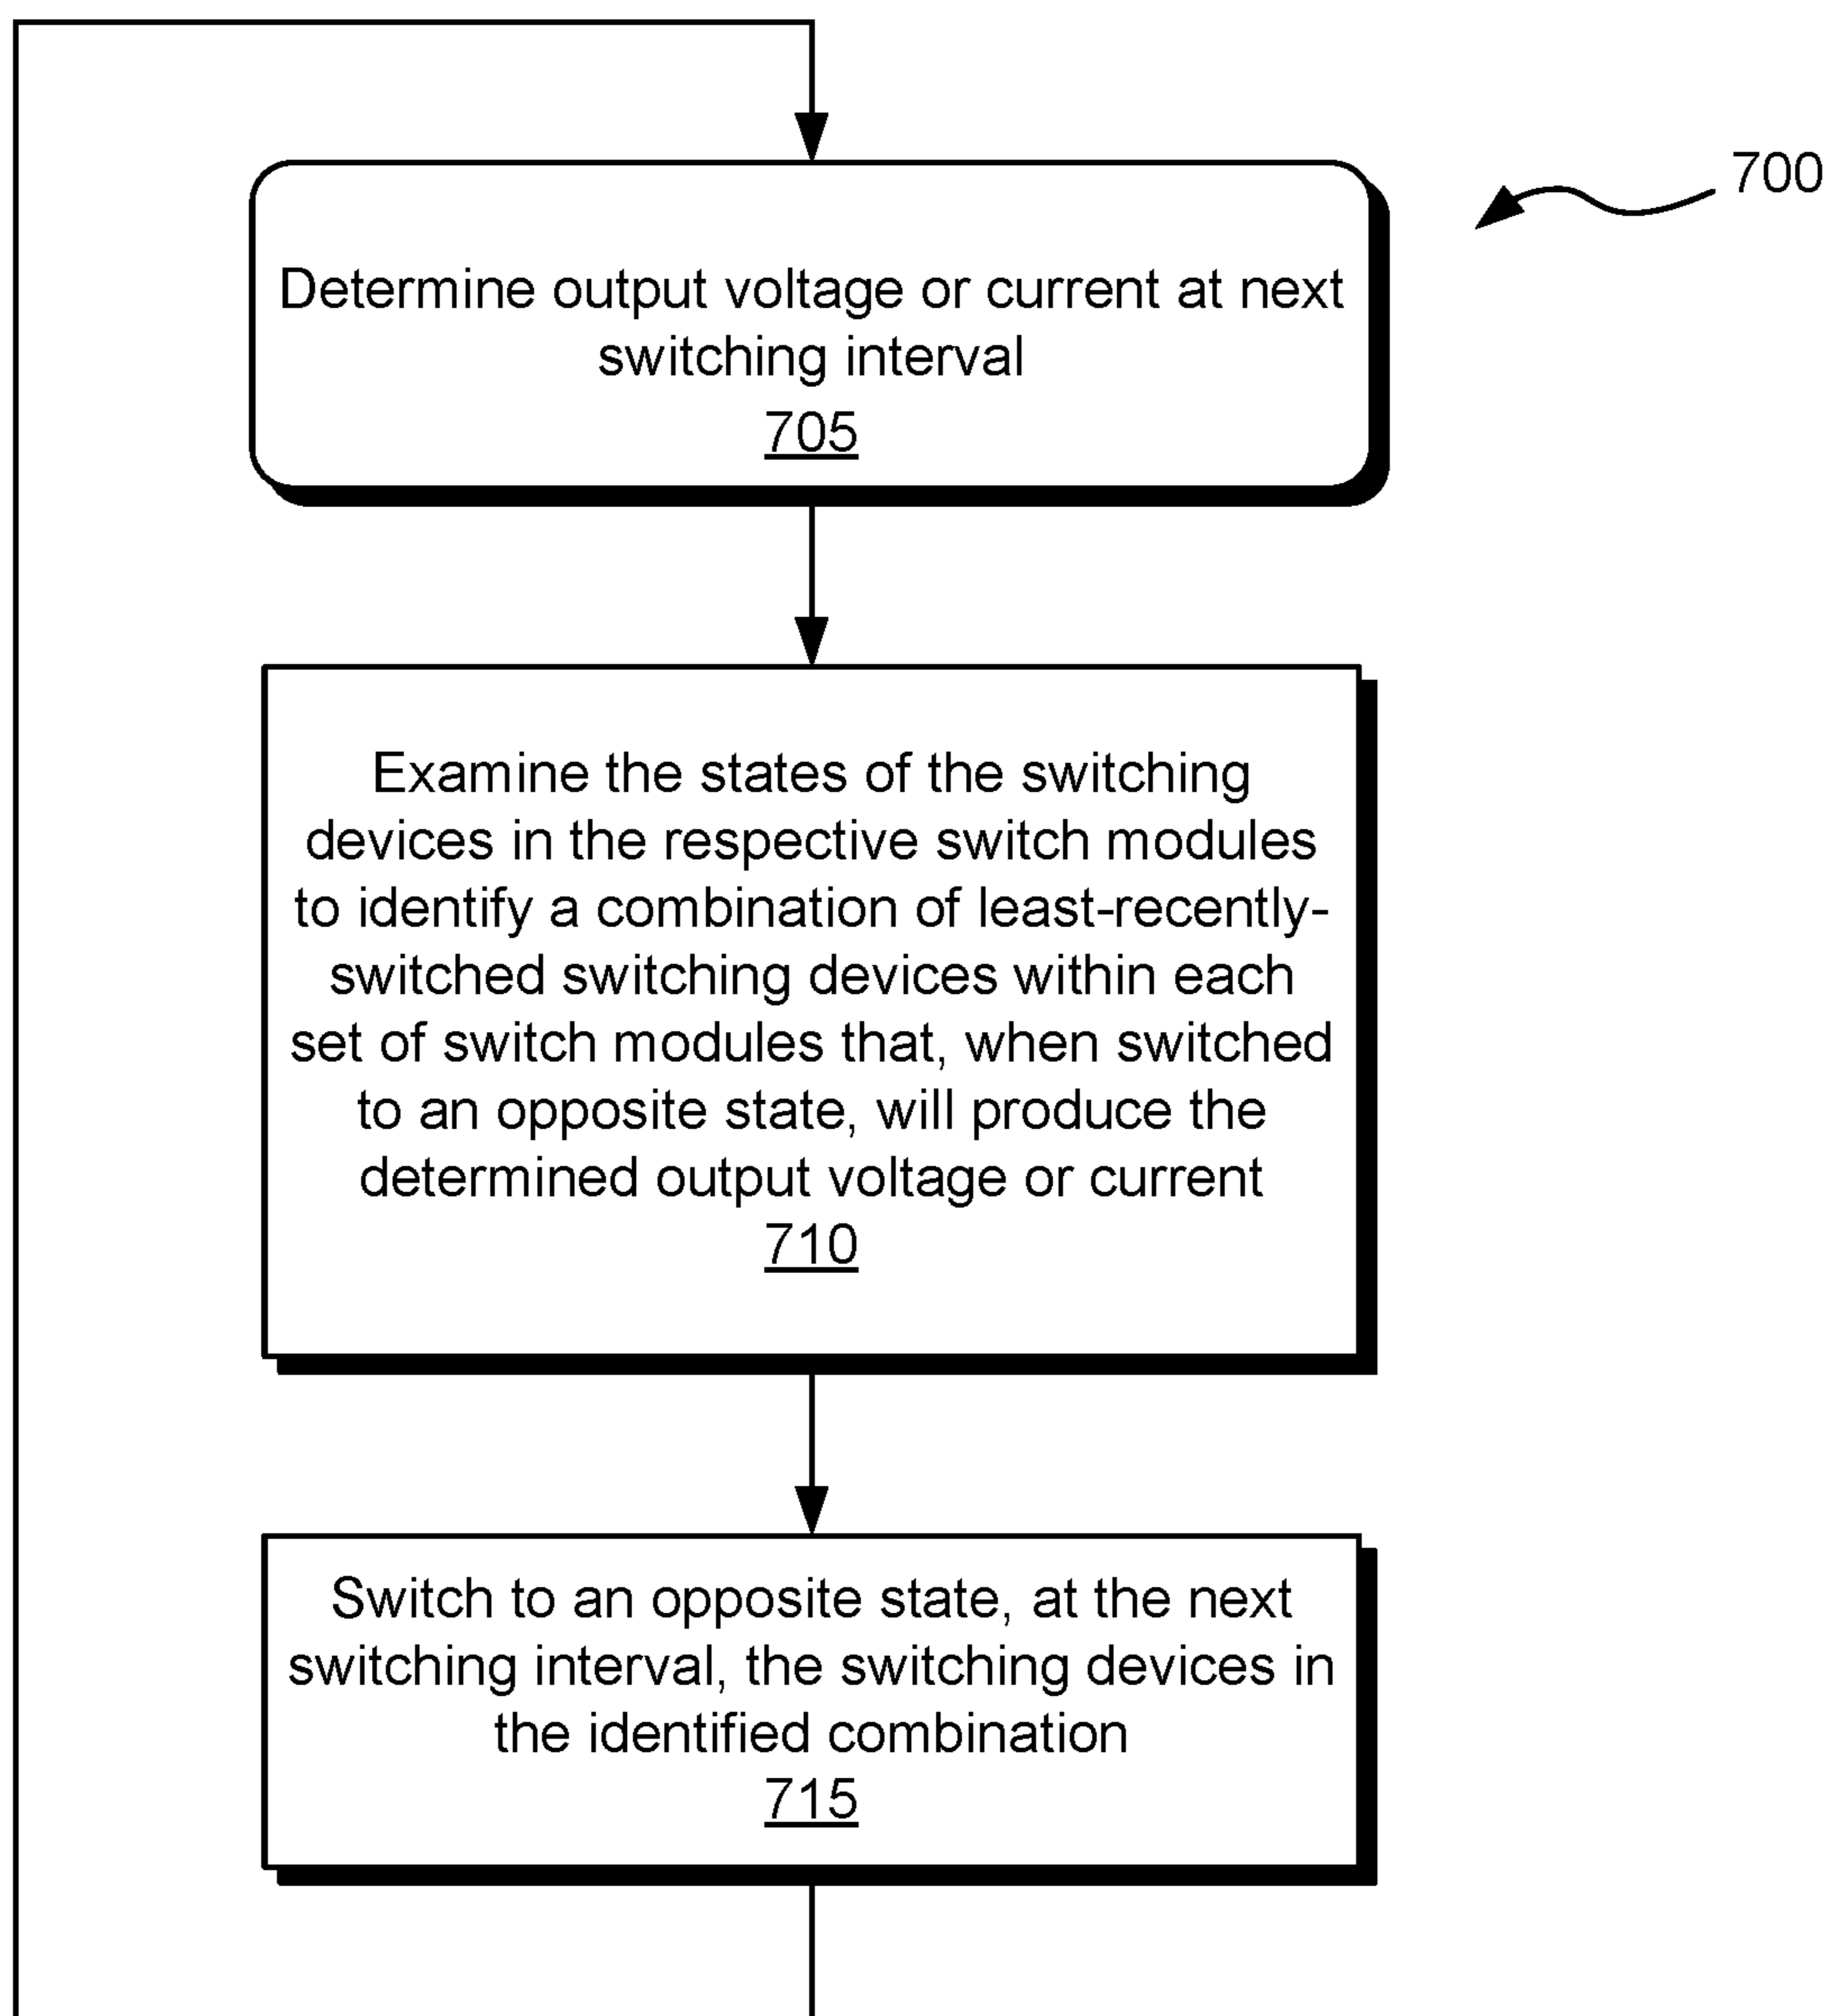 700
Determine output voltage or current at next
switching interval
705
Examine the states of the switching
devices in the respective switch modules
to identify a combination of least-recently-
switched switching devices within each
set of switch modules that, when switched
to an opposite state, will produce the
determined output voltage or current
710
Switch to an opposite state, at the next
switching interval, the switching devices in
the identified combination
715